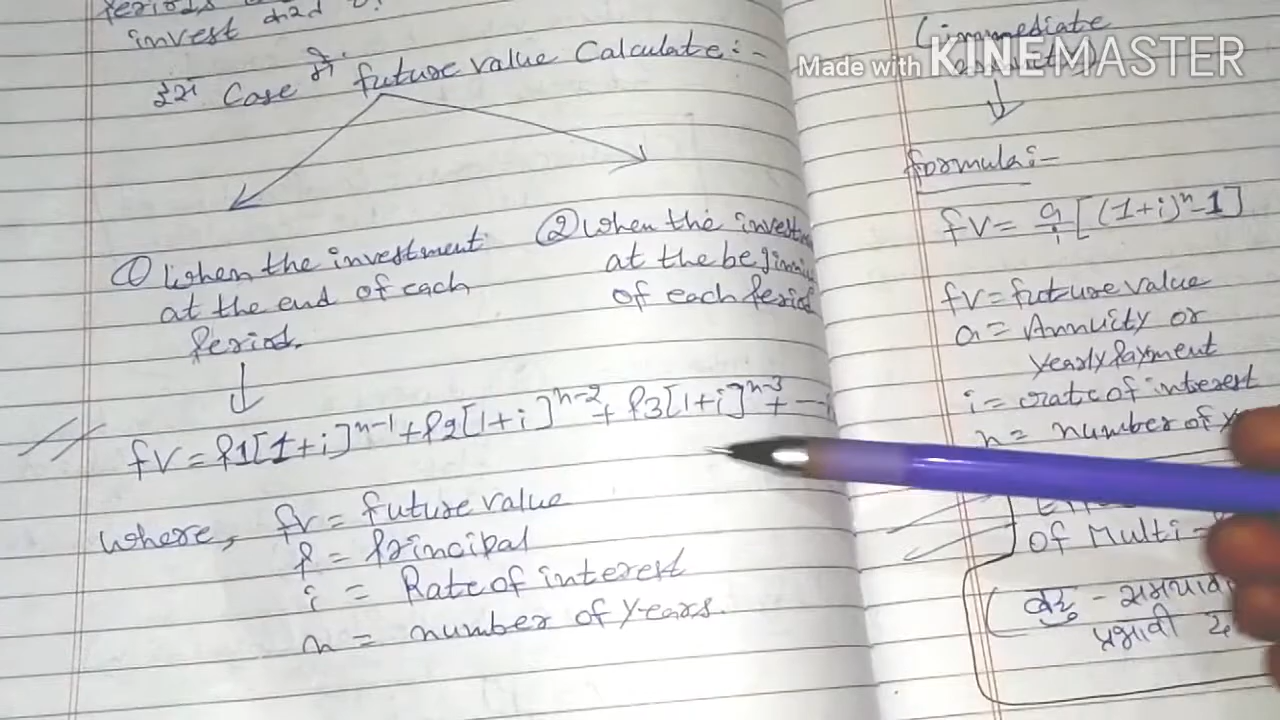 invest
इस Case में future value Calculate:-
① When the investment
at the end of each
Period.
② When the
at the
of each Period
fv = P1[1+i]^n-1 + P2[1+i]^n-2 + P3[1+i]^n-3 + --
where, fv = future value
P = Principal
i = Rate of interest
n = number of years.
(immediate
Made with KINEMASTER
formula:-
fv = a/i [(1+i)^n - 1]
fv = future value
a = Annuity or
yearly Payment
i = rate of interest
n = number of
of Multi -